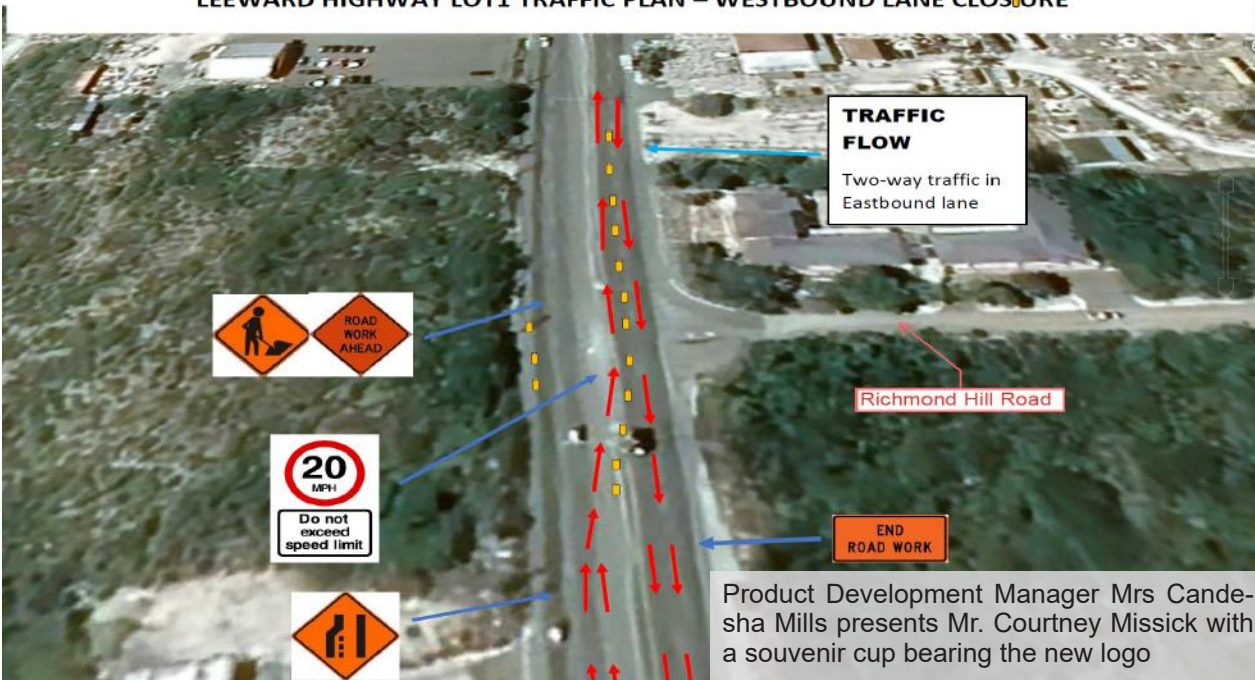 LEEWARD HIGHWAY LOT1 TRAFFIC PLAN – WESTBOUND LANE CLOSURE
TRAFFIC
FLOW
Two-way traffic in
Eastbound lane
ROAD
WORK
AHEAD
Richmond Hill Road
20
MPH
Do not
exceed
speed limit
END
ROAD WORK
Product Development Manager Mrs Cande-
sha Mills presents Mr. Courtney Missick with
a souvenir cup bearing the new logo